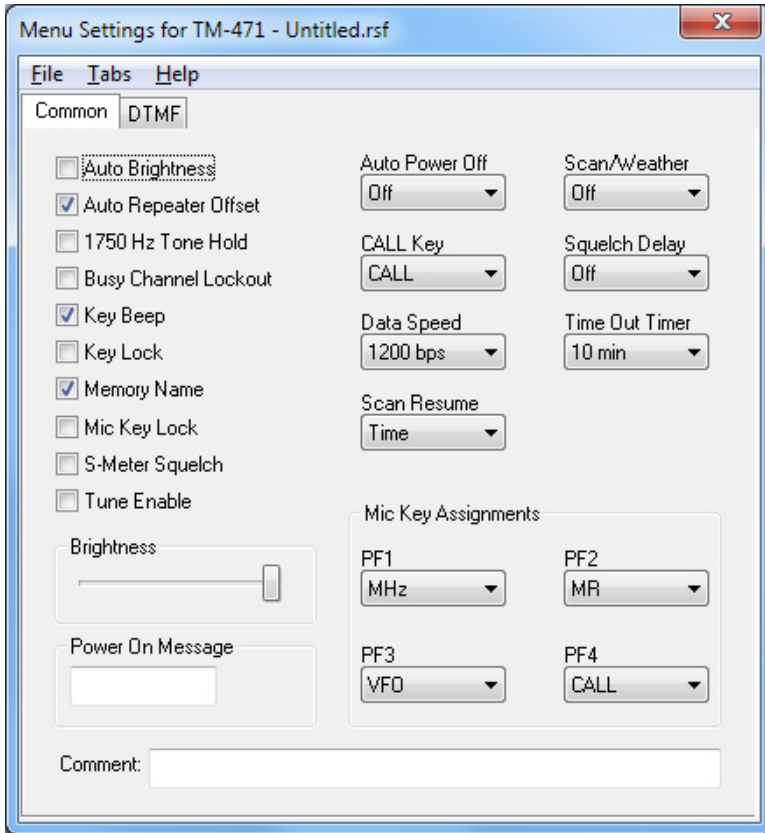 Menu Settings for TM-471 - Untitled.rsf
File Tabs Help
Common DTMF
Auto Brightness
Auto Repeater Offset
1750 Hz Tone Hold
Busy Channel Lockout
Key Beep
Key Lock
Memory Name
Mic Key Lock
S-Meter Squelch
Tune Enable
Brightness
Power On Message
Auto Power Off
Off
Scan/Weather
Off
CALL Key
CALL
Squelch Delay
Off
Data Speed
1200 bps
Time Out Timer
10 min
Scan Resume
Time
Mic Key Assignments
PF1
MHz
PF2
MR
PF3
VFO
PF4
CALL
Comment: